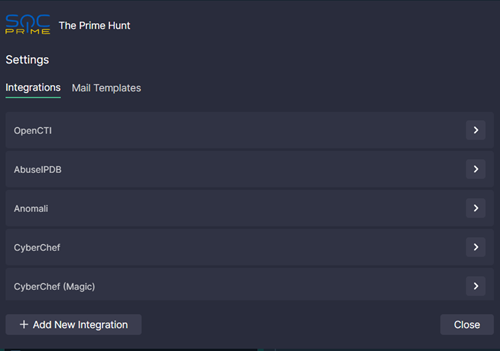 SOC
PRIME
The Prime Hunt
Settings
Integrations Mail Templates
OpenCTI
AbuseIPDB
Anomali
CyberChef
CyberChef (Magic)
+ Add New Integration Close